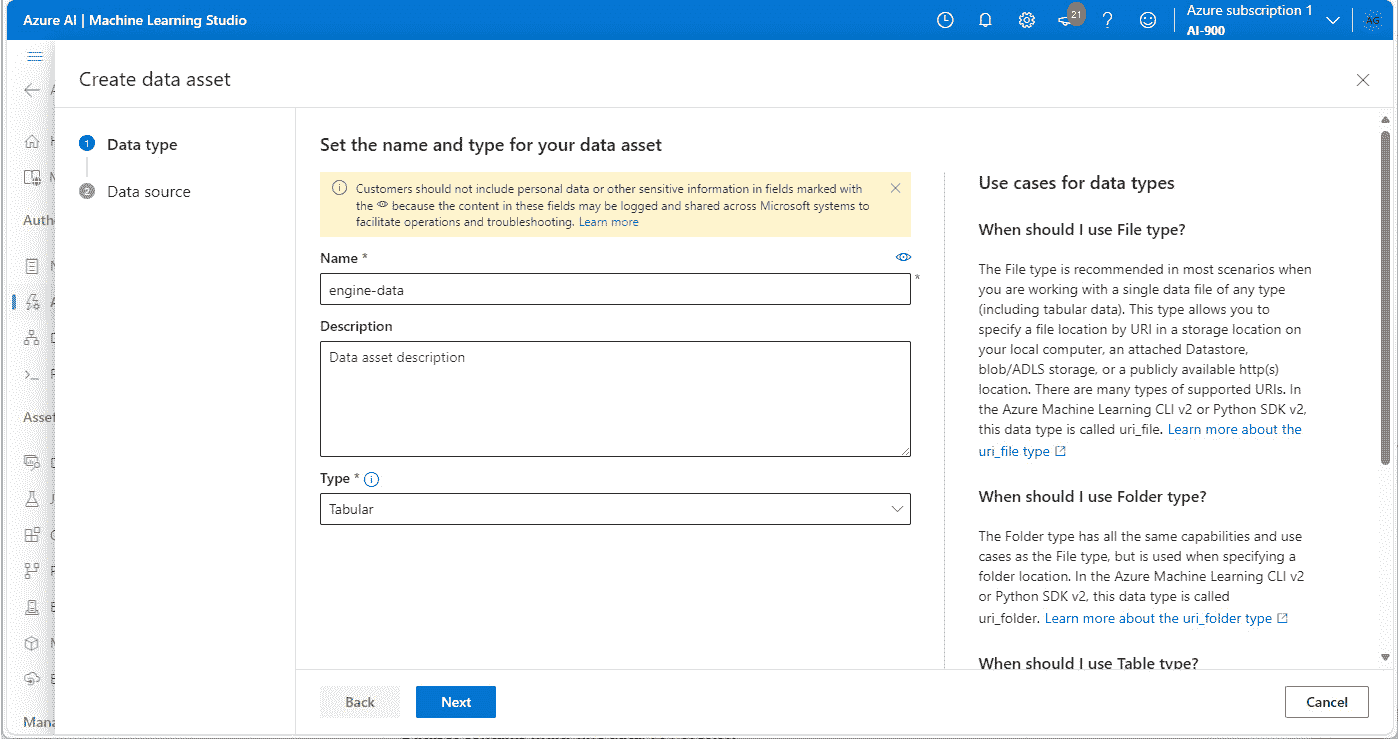 Azure AI | Machine Learning Studio
21
Azure subscription 1
AI-900
AG
Create data asset
1 Data type
2 Data source
Auth
Asset
Mana
Set the name and type for your data asset
Customers should not include personal data or other sensitive information in fields marked with
the because the content in these fields may be logged and shared across Microsoft systems to
facilitate operations and troubleshooting. Learn more
Name *
engine-data
*
Description
Data asset description
Type *
Tabular
Use cases for data types
When should I use File type?
The File type is recommended in most scenarios when
you are working with a single data file of any type
(including tabular data). This type allows you to
specify a file location by URI in a storage location on
your local computer, an attached Datastore,
blob/ADLS storage, or a publicly available http(s)
location. There are many types of supported URIs. In
the Azure Machine Learning CLI v2 or Python SDK v2,
this data type is called uri_file. Learn more about the
uri_file type
When should I use Folder type?
The Folder type has all the same capabilities and use
cases as the File type, but is used when specifying a
folder location. In the Azure Machine Learning CLI v2
or Python SDK v2, this data type is called
uri_folder. Learn more about the uri_folder type
When should I use Table type?
Back
Next
Cancel